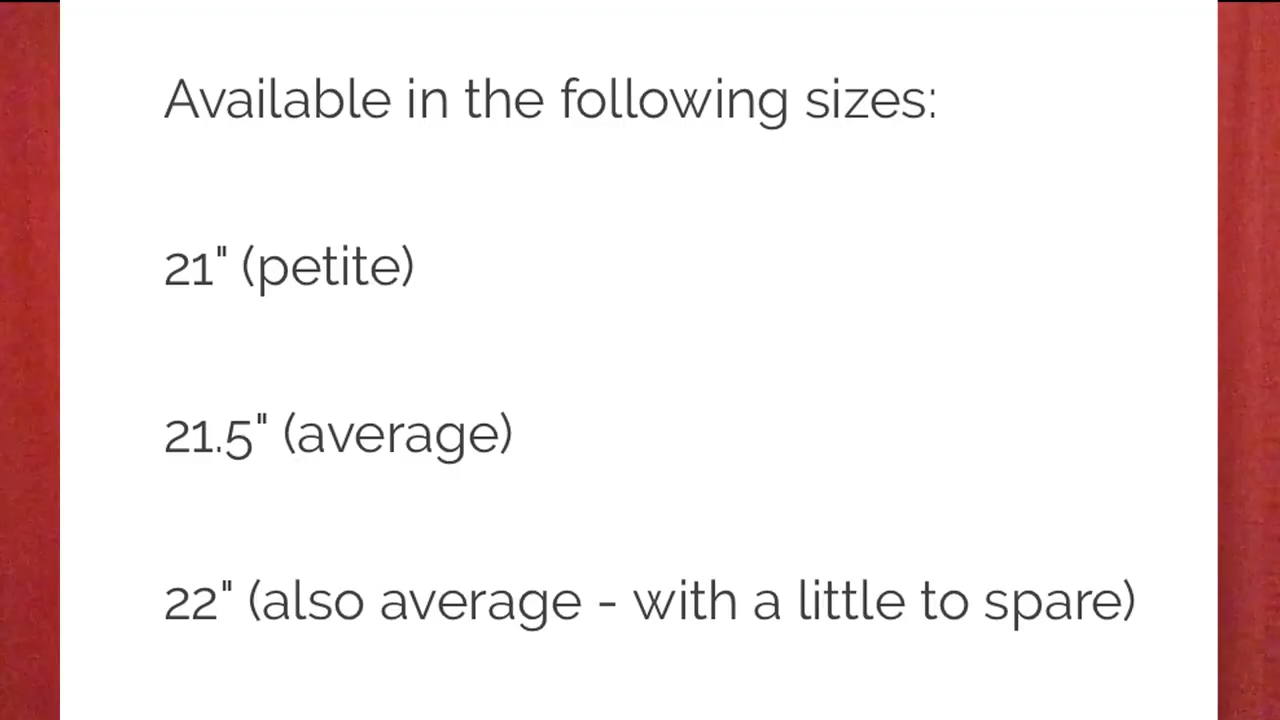 Available in the following sizes:
21" (petite)
21.5" (average)
22" (also average - with a little to spare)